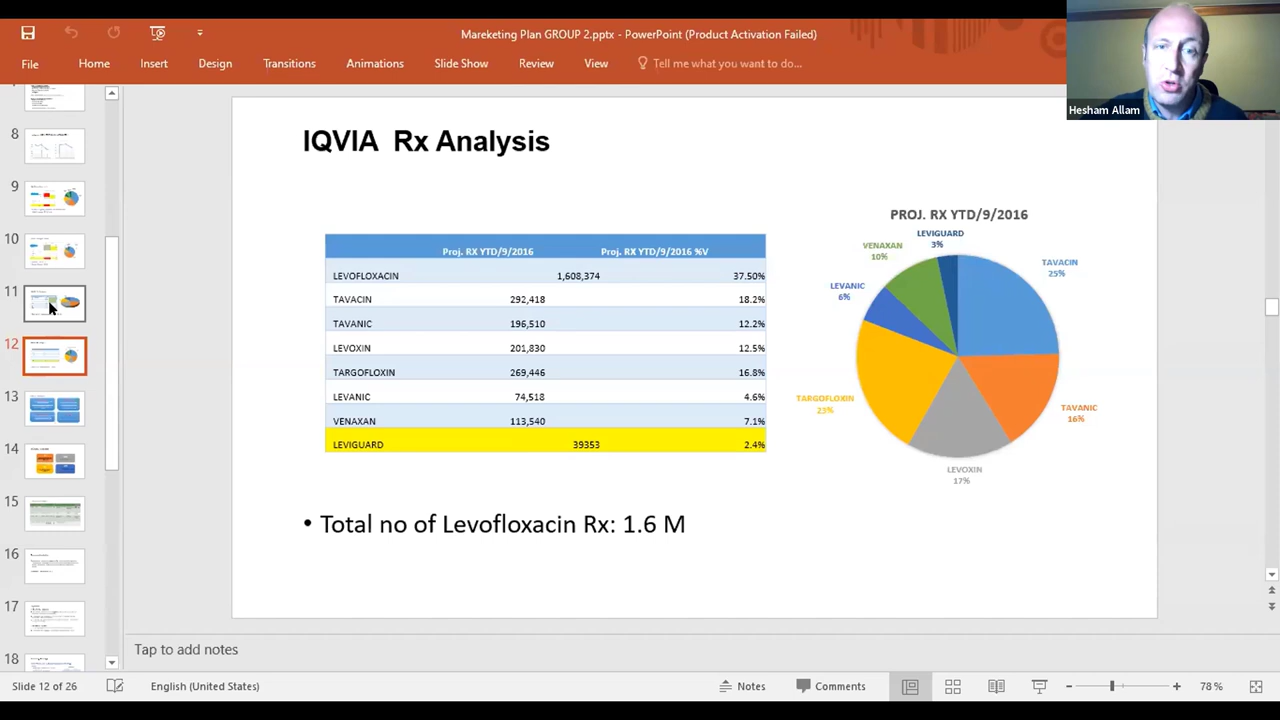 Mareketing Plan GROUP 2.pptx - PowerPoint (Product Activation Failed)
File Home Insert Design Transitions Animations Slide Show Review View Tell me what you want to do...
Hesham Allam
8
9
10
11
12
13
14
15
16
17
18
IQVIA Rx Analysis
Proj. RX YTD/9/2016 Proj. RX YTD/9/2016 %V
LEVOFLOXACIN 1,608,374 37.50%
TAVACIN 292,418 18.2%
TAVANIC 196,510 12.2%
LEVOXIN 201,830 12.5%
TARGOFLOXIN 269,446 16.8%
LEVANIC 74,518 4.6%
VENAXAN 113,540 7.1%
LEVIGUARD 39353 2.4%
PROJ. RX YTD/9/2016
LEVIGUARD
3%
VENAXAN
10%
TAVACIN
25%
LEVANIC
6%
TARGOFLOXIN
23%
TAVANIC
16%
LEVOXIN
17%
• Total no of Levofloxacin Rx: 1.6 M
Tap to add notes
Slide 12 of 26 English (United States) Notes Comments 78 %